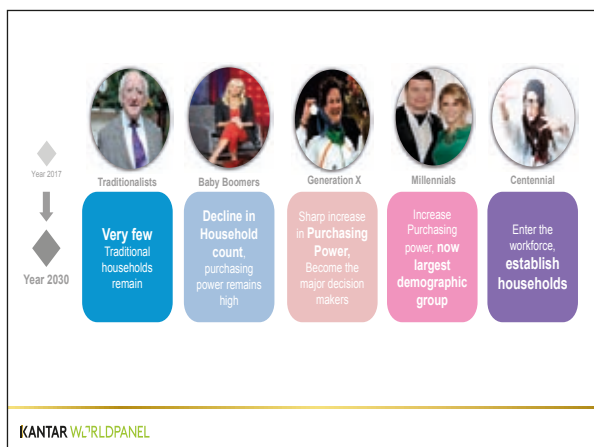 Year 2017
Year 2030
Traditionalists
Very few
Traditional
households
remain
Baby Boomers
Decline in
Household
count,
purchasing
power remains
high
Generation X
Sharp increase
in Purchasing
Power,
Become the
major decision
makers
Millennials
Increase
Purchasing
power, now
largest
demographic
group
Centennial
Enter the
workforce,
establish
households
KANTAR WORLDPANEL